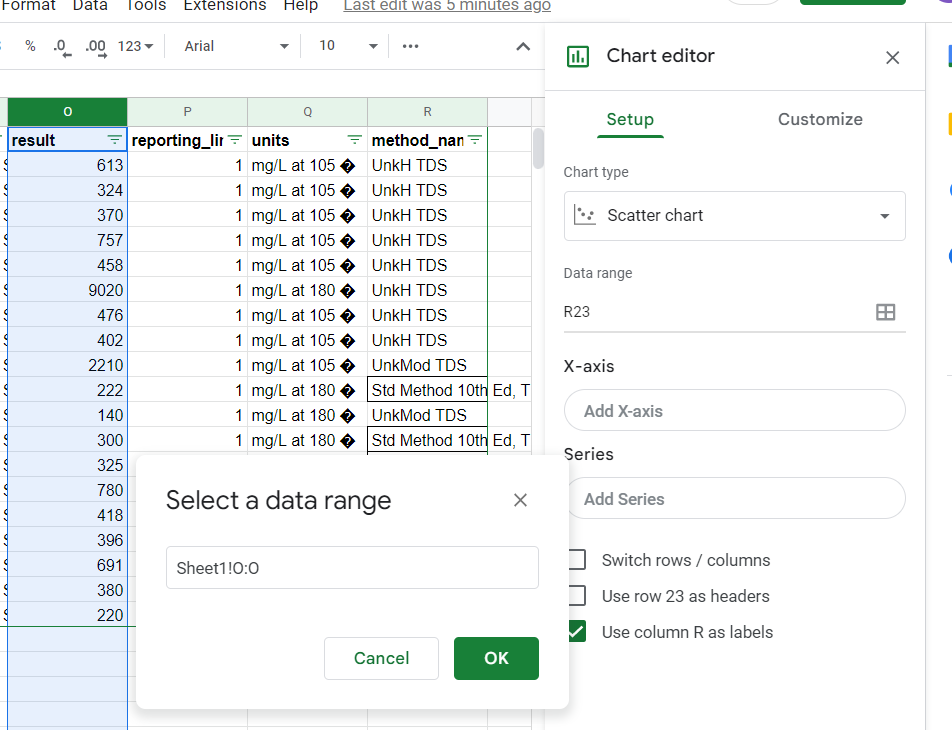 Format Data Tools Extensions Help Last edit was 5 minutes ago
% .0 .00 123 Arial 10
Chart editor
Setup Customize
O P Q R
result reporting_lir units method_nam
613 1 mg/L at 105 � UnkH TDS
324 1 mg/L at 105 � UnkH TDS
370 1 mg/L at 105 � UnkH TDS
757 1 mg/L at 105 � UnkH TDS
458 1 mg/L at 105 � UnkH TDS
9020 1 mg/L at 180 � UnkH TDS
476 1 mg/L at 105 � UnkH TDS
402 1 mg/L at 105 � UnkH TDS
2210 1 mg/L at 105 � UnkMod TDS
222 1 mg/L at 180 � Std Method 10th Ed, T
140 1 mg/L at 180 � UnkMod TDS
300 1 mg/L at 180 � Std Method 10th Ed, T
325
780
418
396
691
380
220
Select a data range
Sheet1!O:O
Cancel OK
Chart type
Scatter chart
Data range
R23
X-axis
Add X-axis
Series
Add Series
Switch rows / columns
Use row 23 as headers
Use column R as labels